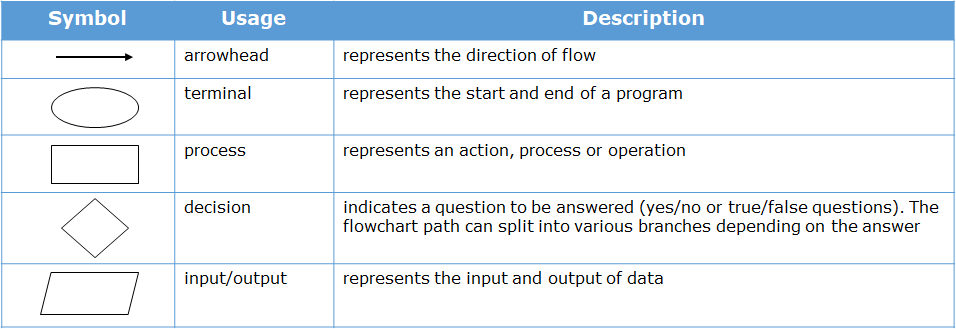 Symbol Usage Description
arrowhead represents the direction of flow
terminal represents the start and end of a program
process represents an action, process or operation
decision indicates a question to be answered (yes/no or true/false questions). The
flowchart path can split into various branches depending on the answer
input/output represents the input and output of data